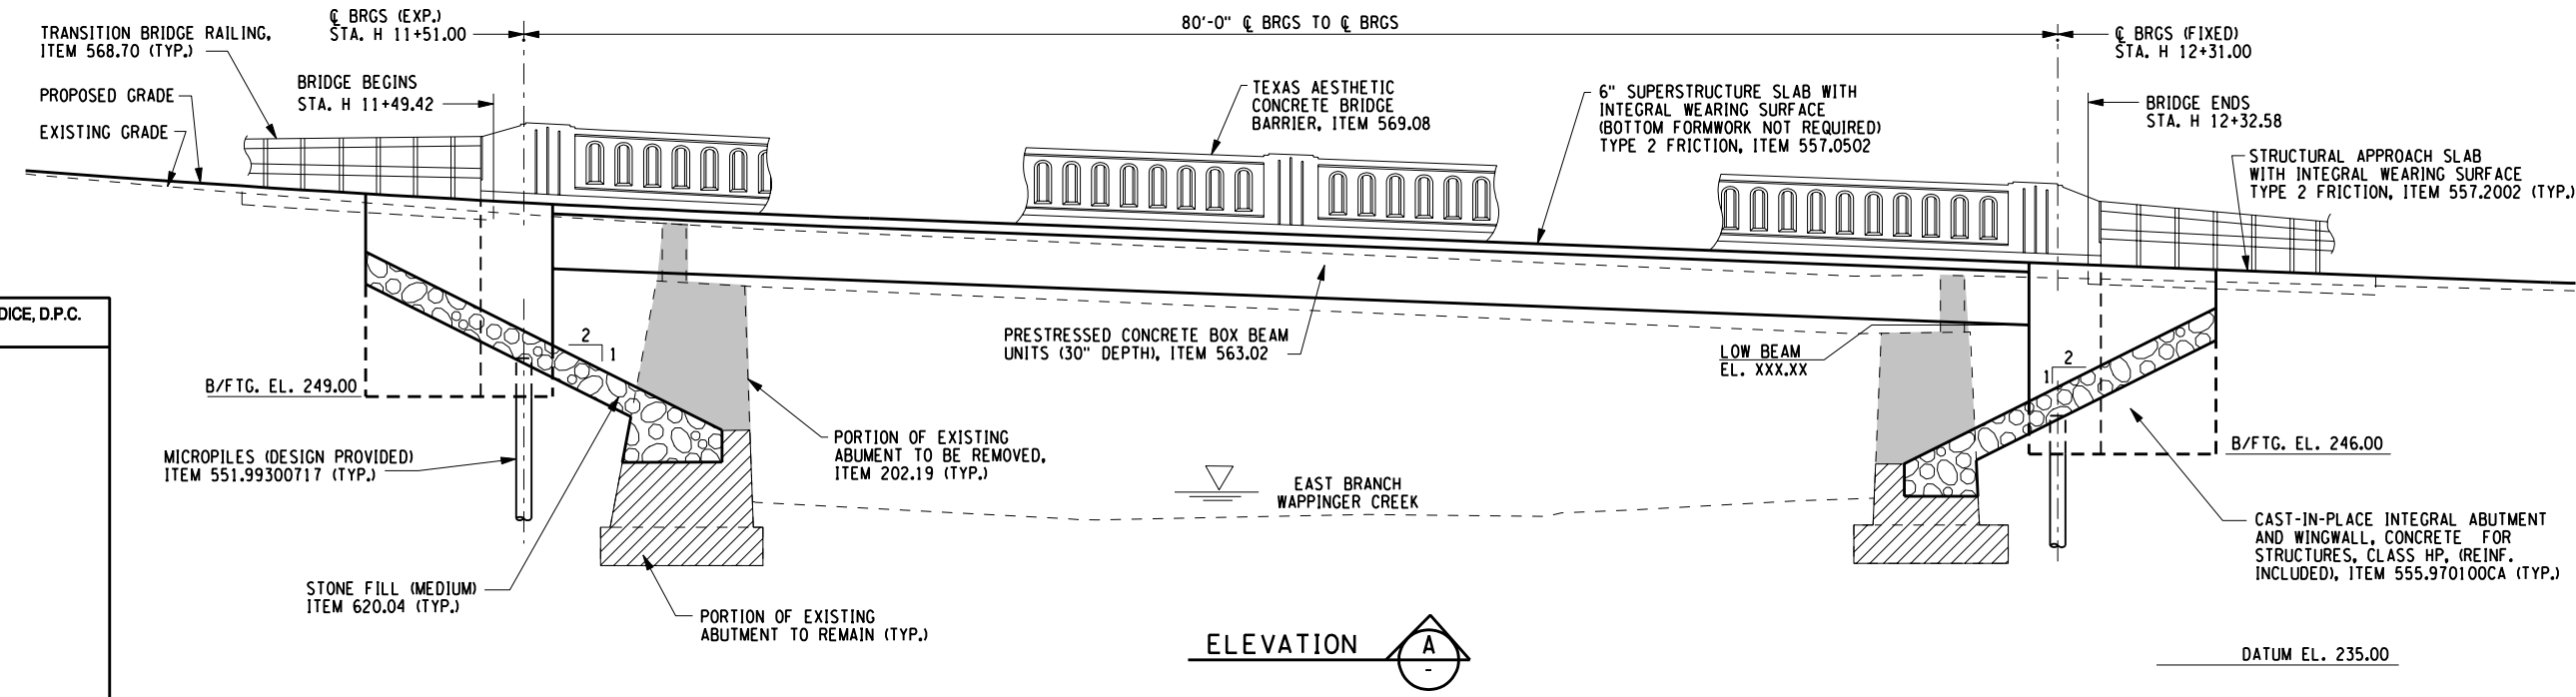 TRANSITION BRIDGE RAILING,
ITEM 568.70 (TYP.)
℄ BRGS (EXP.)
STA. H 11+51.00
80'-0" ℄ BRGS TO ℄ BRGS
℄ BRGS (FIXED)
STA. H 12+31.00
BRIDGE BEGINS
STA. H 11+49.42
PROPOSED GRADE
EXISTING GRADE
TEXAS AESTHETIC
CONCRETE BRIDGE
BARRIER, ITEM 569.08
6" SUPERSTRUCTURE SLAB WITH
INTEGRAL WEARING SURFACE
(BOTTOM FORMWORK NOT REQUIRED)
TYPE 2 FRICTION, ITEM 557.0502
BRIDGE ENDS
STA. H 12+32.58
STRUCTURAL APPROACH SLAB
WITH INTEGRAL WEARING SURFACE
TYPE 2 FRICTION, ITEM 557.2002 (TYP.)
DICE, D.P.C.
2
1
PRESTRESSED CONCRETE BOX BEAM
UNITS (30" DEPTH), ITEM 563.02
LOW BEAM
EL. XXX.XX
2
1
B/FTG. EL. 249.00
MICROPILES (DESIGN PROVIDED)
ITEM 551.99300717 (TYP.)
PORTION OF EXISTING
ABUMENT TO BE REMOVED,
ITEM 202.19 (TYP.)
B/FTG. EL. 246.00
EAST BRANCH
WAPPINGER CREEK
CAST-IN-PLACE INTEGRAL ABUTMENT
AND WINGWALL, CONCRETE FOR
STRUCTURES, CLASS HP, (REINF.
INCLUDED), ITEM 555.970100CA (TYP.)
STONE FILL (MEDIUM)
ITEM 620.04 (TYP.)
PORTION OF EXISTING
ABUTMENT TO REMAIN (TYP.)
ELEVATION
A
-
DATUM EL. 235.00